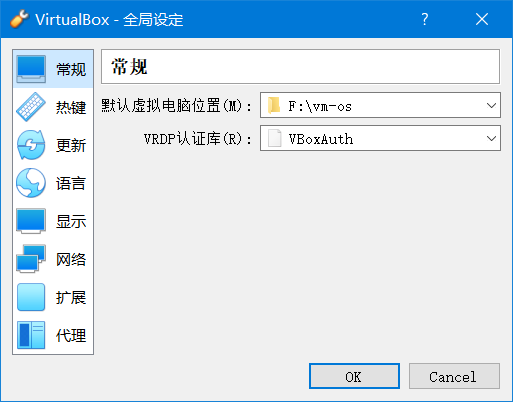 VirtualBox - 全局设定
常规
热键
更新
语言
显示
网络
扩展
代理
常规
默认虚拟电脑位置(M): F:\vm-os
VRDP认证库(R): VBoxAuth
OK Cancel